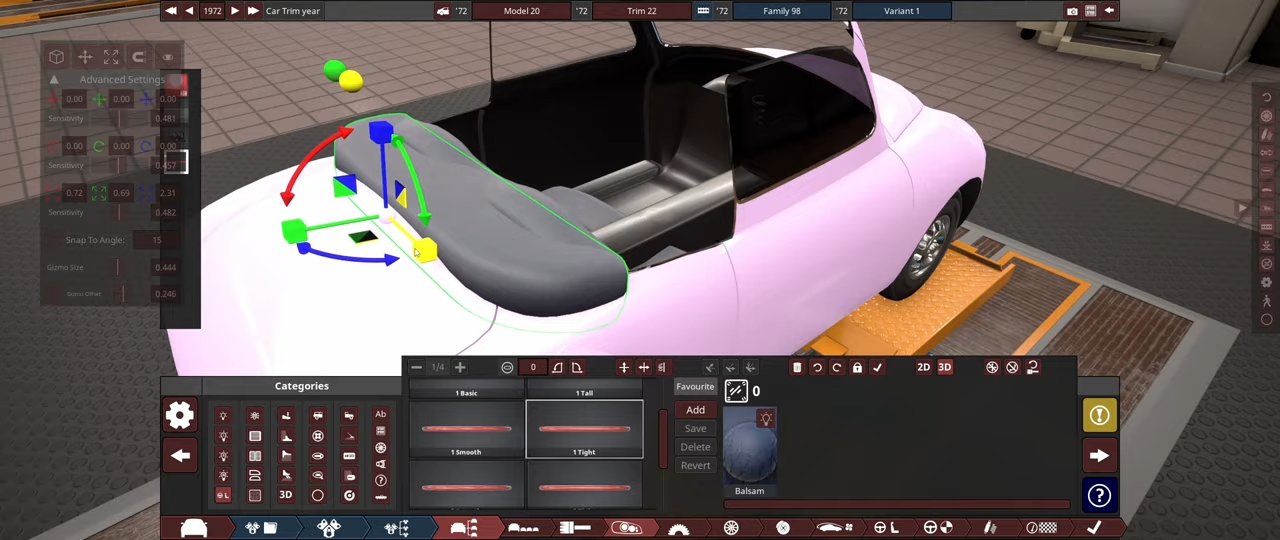 1972 Car Trim year '72 Model 20 '72 Trim 22 '72 Family 98 '72 Variant 1
Advanced Settings
0.00 0.00 0.00
Sensitivity 0.481
0.00 0.00 0.00
Sensitivity 0.457
0.72 0.69 2.31
Sensitivity 0.482
Snap To Angle: 15
Gizmo Size 0.444
Gizmo Offset 0.246
1/4 0 2D 3D
Categories
Ab
3D
1 Basic 1 Tall
1 Smooth 1 Tight
Favourite
Add
Save
Delete
Revert
0
Balsam